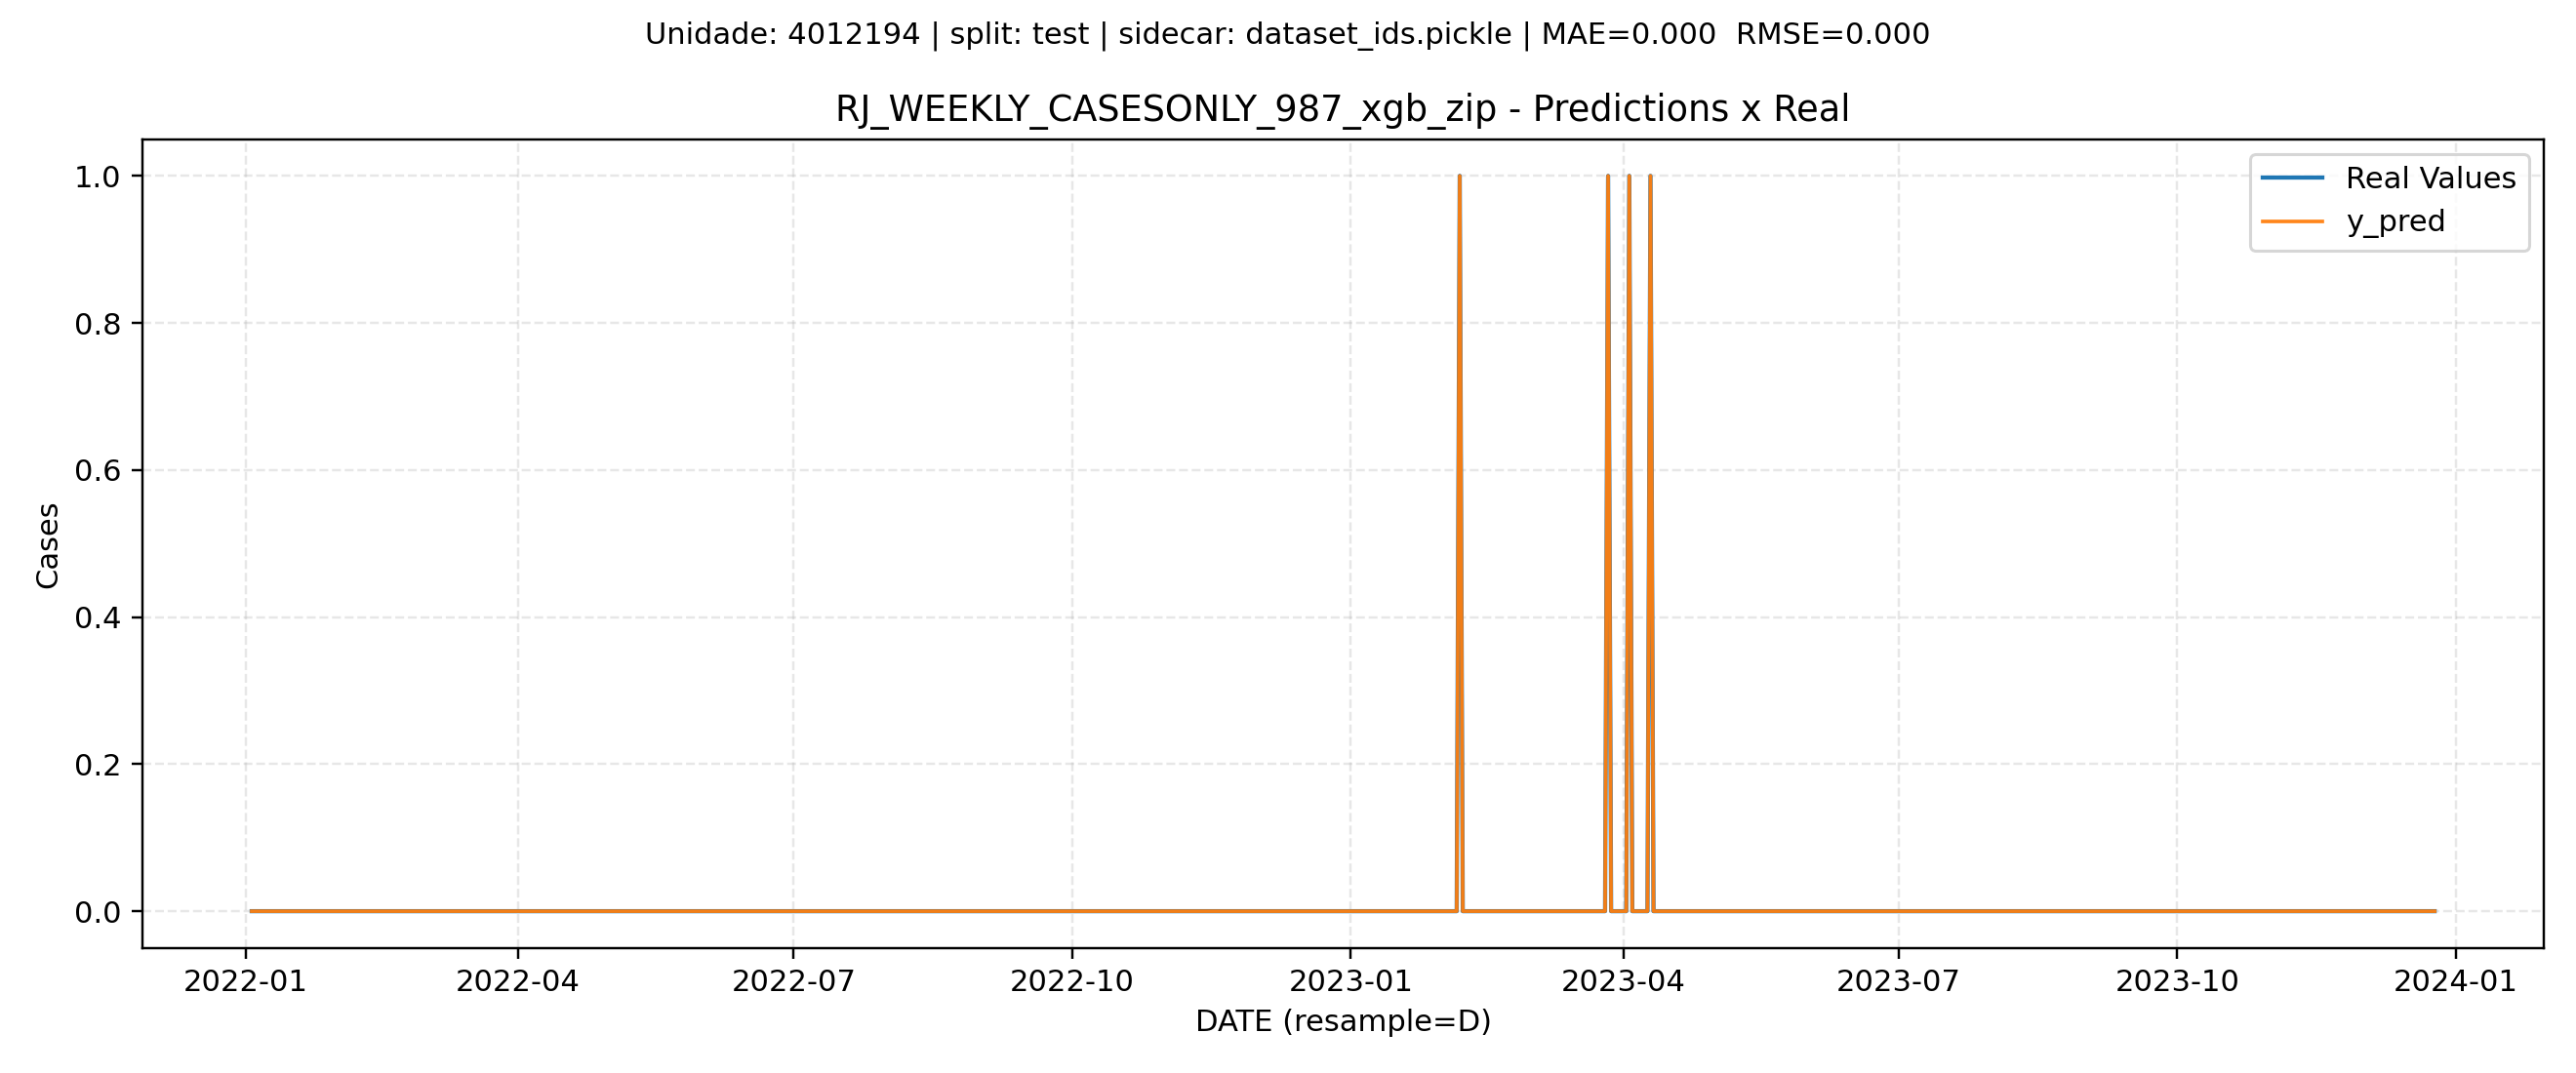 Unidade: 4012194 | split: test | sidecar: dataset_ids.pickle | MAE=0.000  RMSE=0.000
RJ_WEEKLY_CASESONLY_987_xgb_zip - Predictions x Real
Real Values
y_pred
1.0
0.8
0.6
0.4
0.2
0.0
Cases
2022-01 2022-04 2022-07 2022-10 2023-01 2023-04 2023-07 2023-10 2024-01
DATE (resample=D)